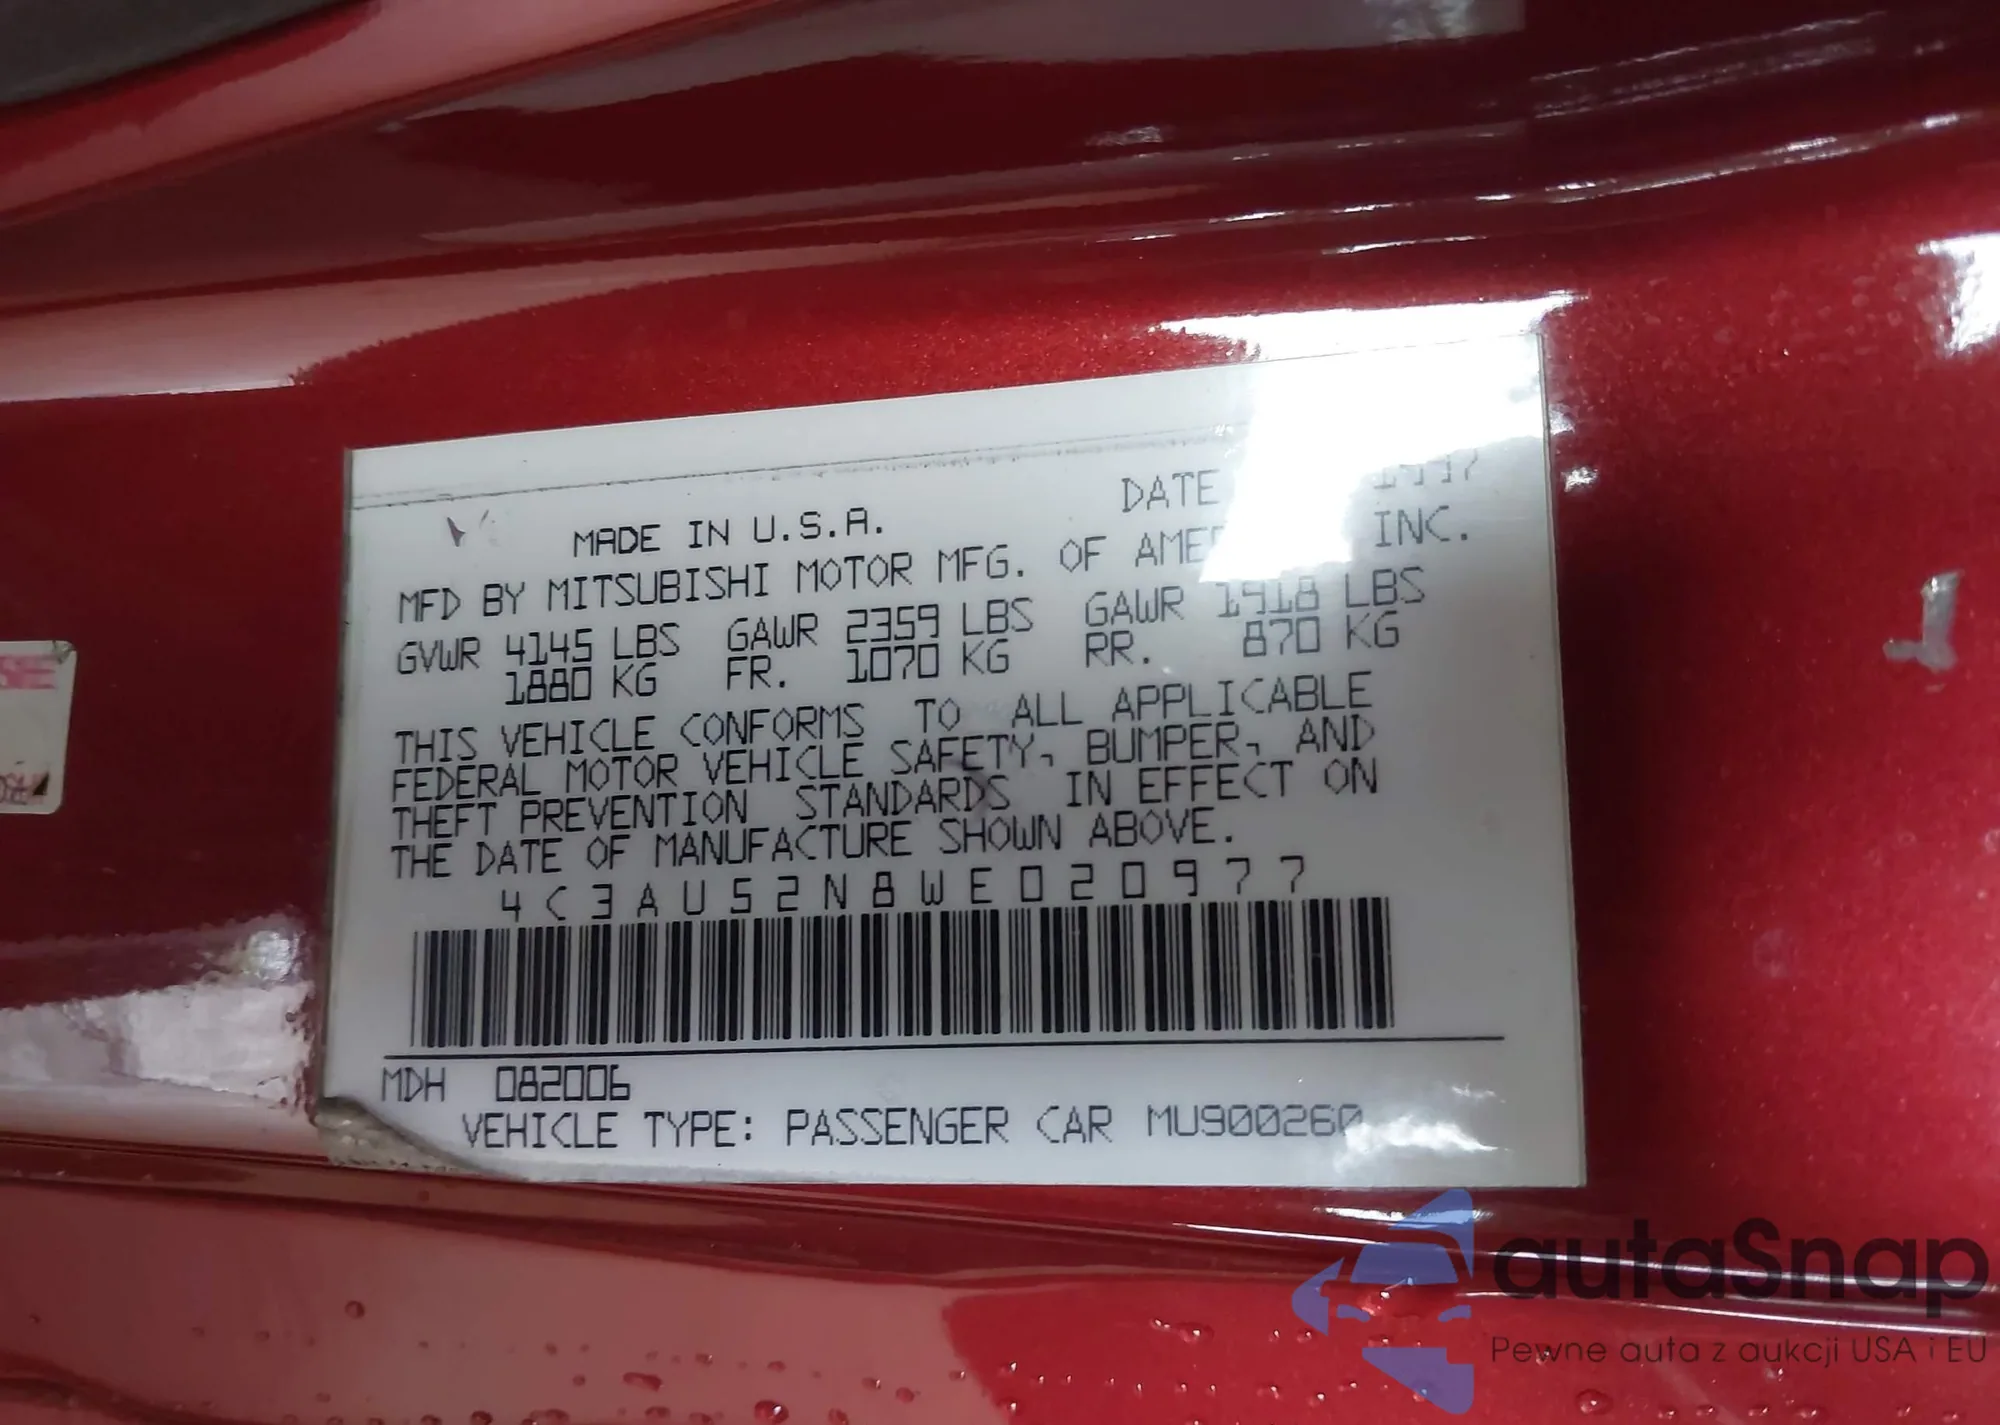 DATE 1997
MADE IN U.S.A.
MFD BY MITSUBISHI MOTOR MFG. OF INC.
GVWR 4145 LBS GAWR 2359 LBS GAWR 1918 LBS
1880 KG FR. 1070 KG RR. 870 KG
THIS VEHICLE CONFORMS TO ALL APPLICABLE
FEDERAL MOTOR VEHICLE SAFETY, BUMPER, AND
THEFT PREVENTION STANDARDS IN EFFECT ON
THE DATE OF MANUFACTURE SHOWN ABOVE.
4C3AU52N8WE020977
MDH 082006
VEHICLE TYPE: PASSENGER CAR MU900260
autaSnap
Pewne auta z aukcji USA i EU